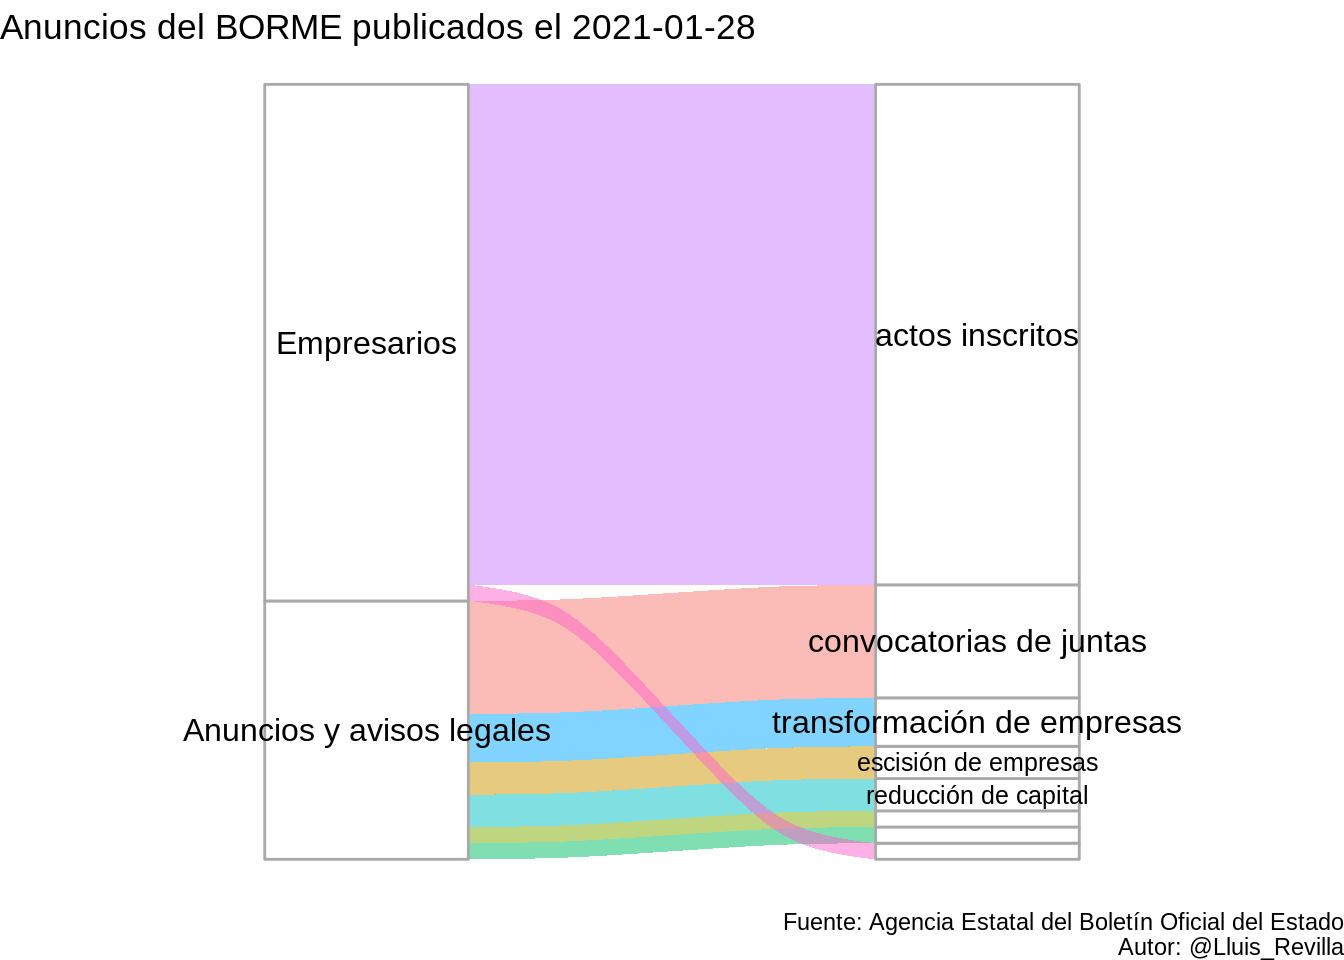 Anuncios del BORME publicados el 2021-01-28
Empresarios
actos inscritos
convocatorias de juntas
transformación de empresas
Anuncios y avisos legales
escisión de empresas
reducción de capital
Fuente: Agencia Estatal del Boletín Oficial del Estado
Autor: @Lluis_Revilla